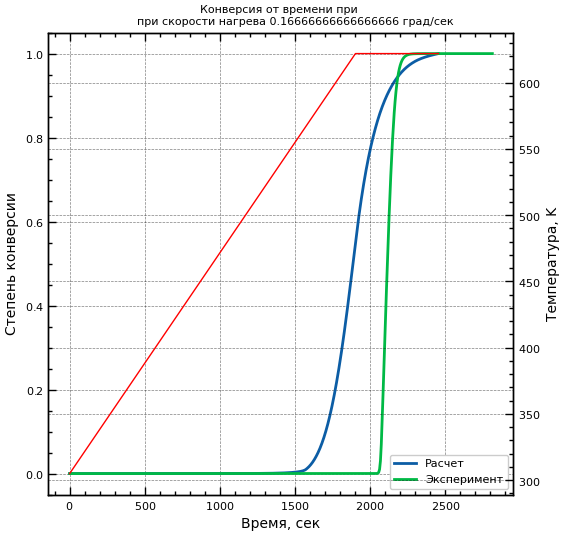 Конверсия от времени при
при скорости нагрева 0.16666666666666666 град/сек
1.0
0.8
0.6
0.4
0.2
0.0
Степень конверсии
600
550
500
450
400
350
300
Температура, К
Расчет
Эксперимент
0 500 1000 1500 2000 2500
Время, сек